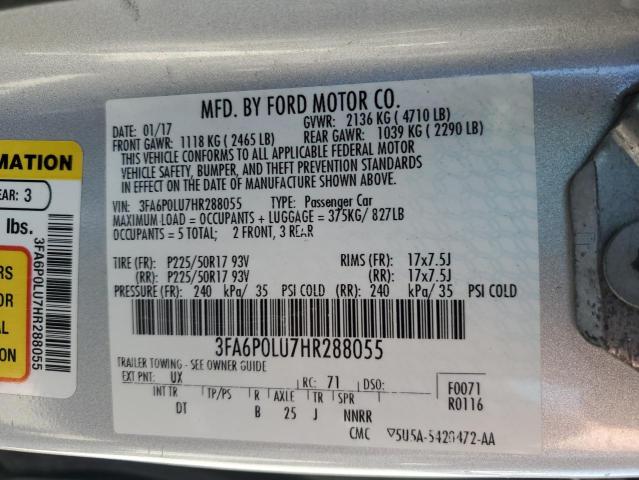 MFD. BY FORD MOTOR CO.
DATE: 01/17 GVWR: 2136 KG ( 4710 LB)
FRONT GAWR: 1118 KG ( 2465 LB) REAR GAWR: 1039 KG ( 2290 LB)
THIS VEHICLE CONFORMS TO ALL APPLICABLE FEDERAL MOTOR
VEHICLE SAFETY, BUMPER, AND THEFT PREVENTION STANDARDS
IN EFFECT ON THE DATE OF MANUFACTURE SHOWN ABOVE.
VIN: 3FA6P0LU7HR288055 TYPE: Passenger Car
MAXIMUM LOAD = OCCUPANTS + LUGGAGE = 375KG/ 827LB
OCCUPANTS = 5 TOTAL; 2 FRONT, 3 REAR
TIRE (FR): P225/50R17 93V RIMS (FR): 17x7.5J
(RR): P225/50R17 93V (RR): 17x7.5J
PRESSURE (FR): 240 kPa/ 35 PSI COLD (RR): 240 kPa/ 35 PSI COLD
3FA6P0LU7HR288055
TRAILER TOWING - SEE OWNER GUIDE
EXT PNT: UX RC: 71 DSO:
INT TR TP/PS R AXLE TR SPR
DT B 25 J NNRR
F0071
R0116
CMC 5U5A-5420472-AA
RMATION
EAR: 3
lbs.
3FA6P0LU7HR288055
RS
OR
AL
ION